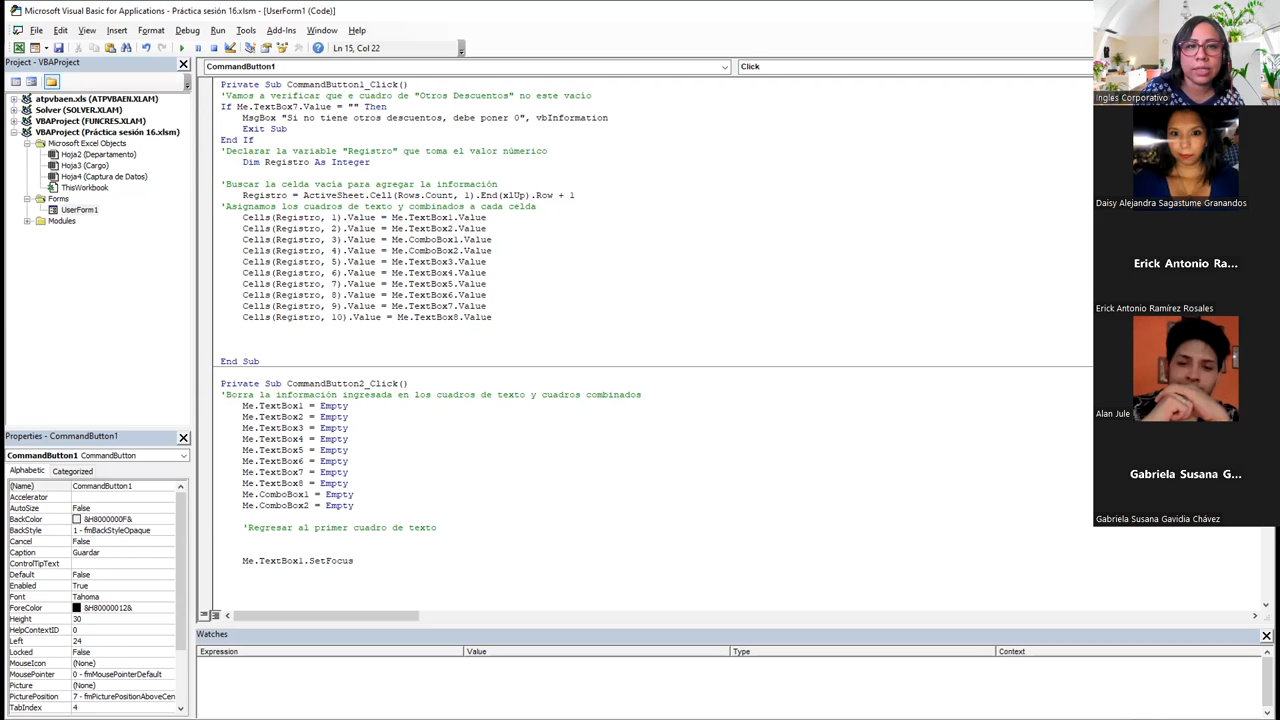 Microsoft Visual Basic for Applications - Práctica sesión 16.xlsm - [UserForm1 (Code)]
File Edit View Insert Format Debug Run Tools Add-Ins Window Help
Ln 15, Col 22
Project - VBAProject
atpvbaen.xls (ATPVBAEN.XLAM)
Solver (SOLVER.XLAM)
VBAProject (FUNCRES.XLAM)
VBAProject (Práctica sesión 16.xlsm)
Microsoft Excel Objects
Hoja2 (Departamento)
Hoja3 (Cargo)
Hoja4 (Captura de Datos)
ThisWorkbook
Forms
UserForm1
Modules
Properties - CommandButton1
CommandButton1 CommandButton
Alphabetic Categorized
(Name) CommandButton1
Accelerator
AutoSize False
BackColor &H8000000F&
BackStyle 1 - fmBackStyleOpaque
Cancel False
Caption Guardar
ControlTipText
Default False
Enabled True
Font Tahoma
ForeColor &H80000012&
Height 30
HelpContextID 0
Left 24
Locked False
MouseIcon (None)
MousePointer 0 - fmMousePointerDefault
Picture (None)
PicturePosition 7 - fmPicturePositionAboveCen
TabIndex 4
CommandButton1 Click
Private Sub CommandButton1_Click()
'Vamos a verificar que e cuadro de "Otros Descuentos" no este vacío
If Me.TextBox7.Value = "" Then
MsgBox "Si no tiene otros descuentos, debe poner 0", vbInformation
Exit Sub
End If
'Declarar la variable "Registro" que toma el valor númerico
Dim Registro As Integer
'Buscar la celda vacía para agregar la información
Registro = ActiveSheet.Cell(Rows.Count, 1).End(xlUp).Row + 1
'Asignamos los cuadros de texto y combinados a cada celda
Cells(Registro, 1).Value = Me.TextBox1.Value
Cells(Registro, 2).Value = Me.TextBox2.Value
Cells(Registro, 3).Value = Me.ComboBox1.Value
Cells(Registro, 4).Value = Me.ComboBox2.Value
Cells(Registro, 5).Value = Me.TextBox3.Value
Cells(Registro, 6).Value = Me.TextBox4.Value
Cells(Registro, 7).Value = Me.TextBox5.Value
Cells(Registro, 8).Value = Me.TextBox6.Value
Cells(Registro, 9).Value = Me.TextBox7.Value
Cells(Registro, 10).Value = Me.TextBox8.Value
End Sub
Private Sub CommandButton2_Click()
'Borra la información ingresada en los cuadros de texto y cuadros combinados
Me.TextBox1 = Empty
Me.TextBox2 = Empty
Me.TextBox3 = Empty
Me.TextBox4 = Empty
Me.TextBox5 = Empty
Me.TextBox6 = Empty
Me.TextBox7 = Empty
Me.TextBox8 = Empty
Me.ComboBox1 = Empty
Me.ComboBox2 = Empty
'Regresar al primer cuadro de texto
Me.TextBox1.SetFocus
Watches
Expression Value Type Context
Ingles Corporativo
Daisy Alejandra Sagastume Granandos
Erick Antonio Ra...
Erick Antonio Ramírez Rosales
Alan Jule
Gabriela Susana G...
Gabriela Susana Gavidia Chávez